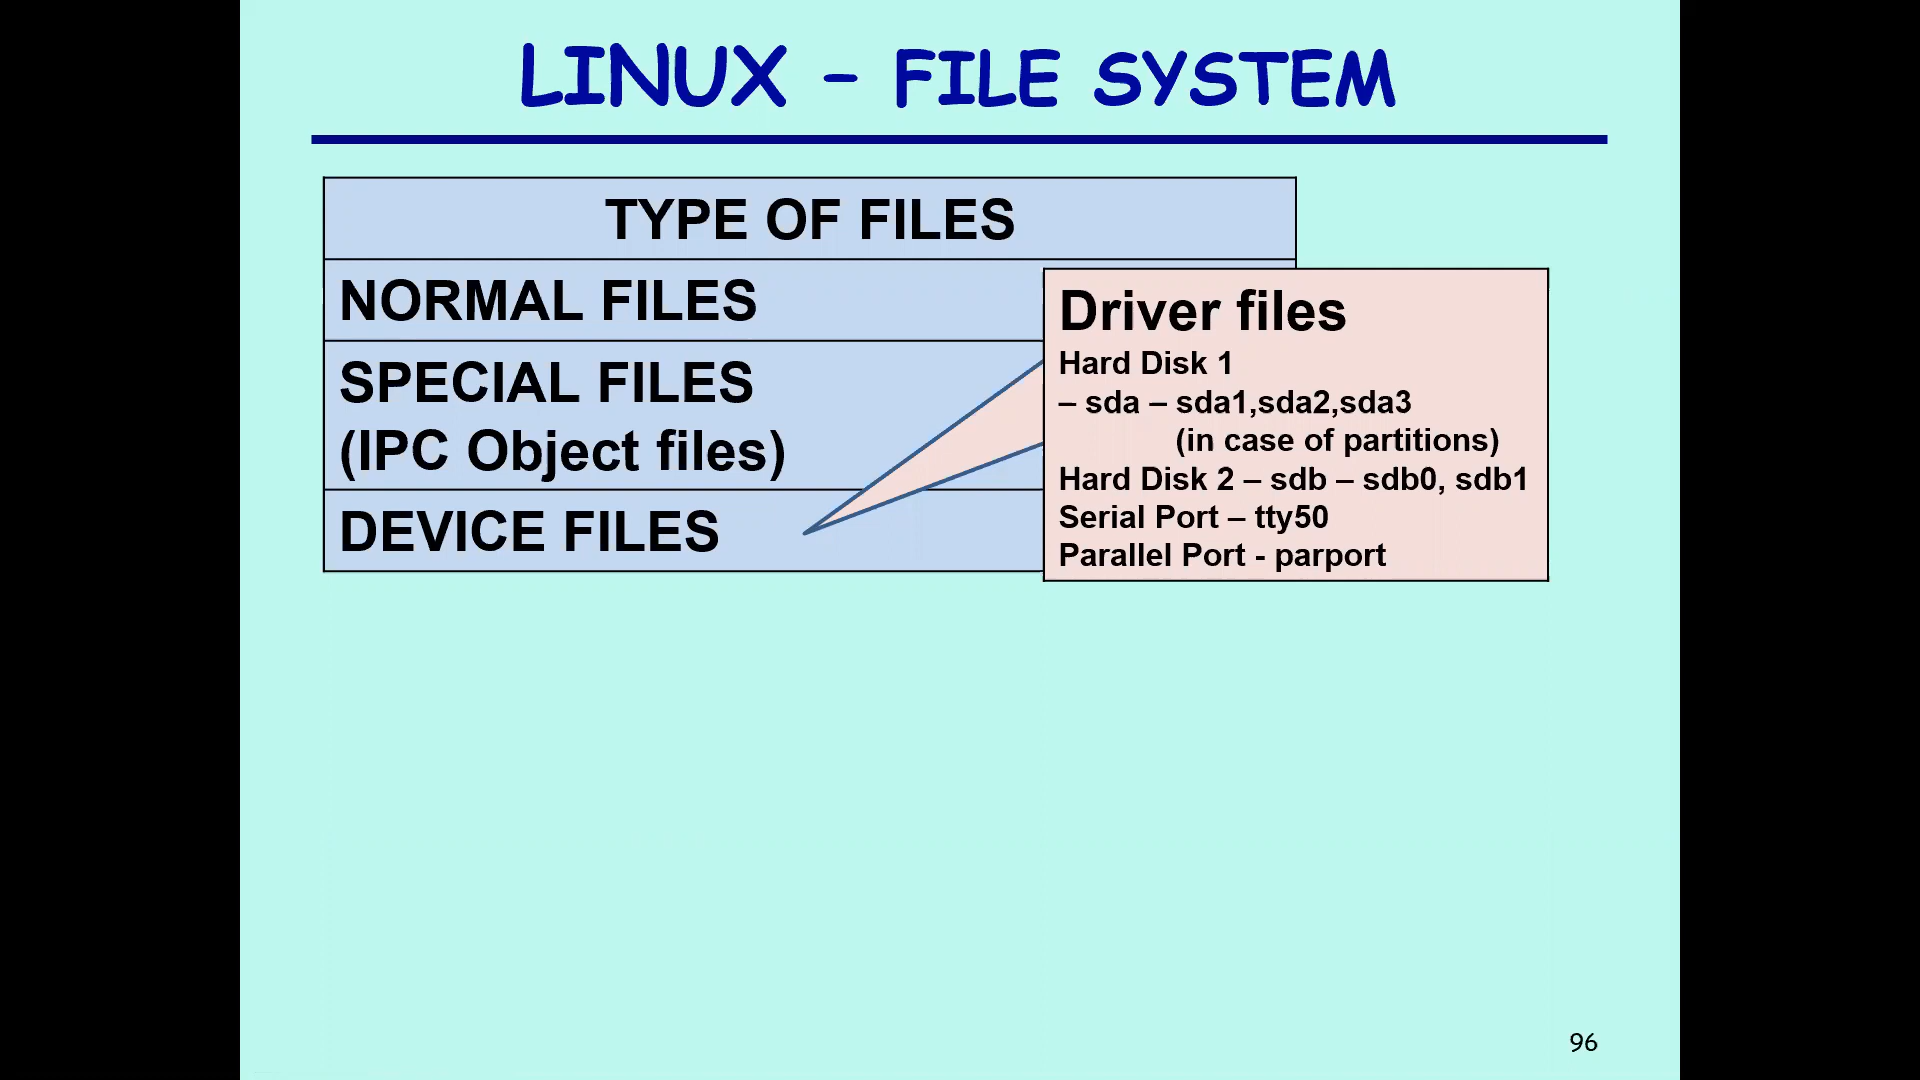 LINUX – FILE SYSTEM
TYPE OF FILES
NORMAL FILES
SPECIAL FILES
(IPC Object files)
DEVICE FILES
Driver files
Hard Disk 1
– sda – sda1,sda2,sda3
(in case of partitions)
Hard Disk 2 – sdb – sdb0, sdb1
Serial Port – tty50
Parallel Port - parport
96